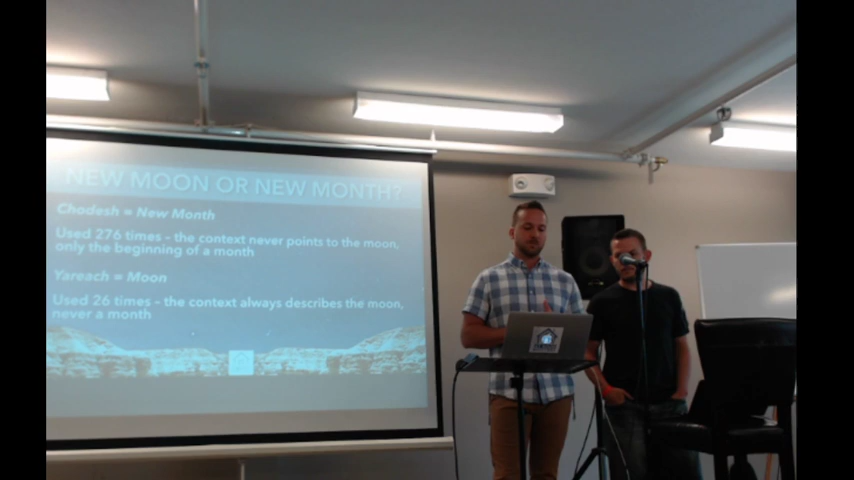 NEW MOON OR NEW MONTH?
Chodesh = New Month
Used 276 times - the context never points to the moon,
only the beginning of a month
Yareach = Moon
Used 26 times - the context always describes the moon,
never a month